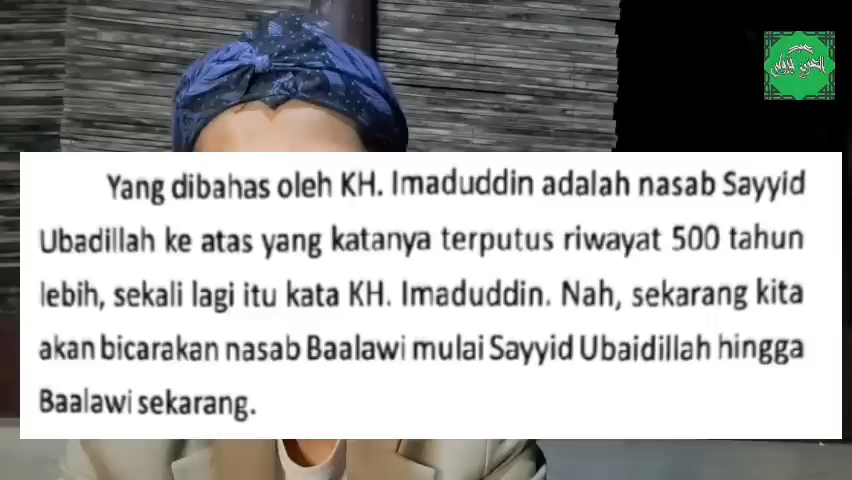 Yang dibahas oleh KH. Imaduddin adalah nasab Sayyid
Ubadillah ke atas yang katanya terputus riwayat 500 tahun
lebih, sekali lagi itu kata KH. Imaduddin. Nah, sekarang kita
akan bicarakan nasab Baalawi mulai Sayyid Ubaidillah hingga
Baalawi sekarang.